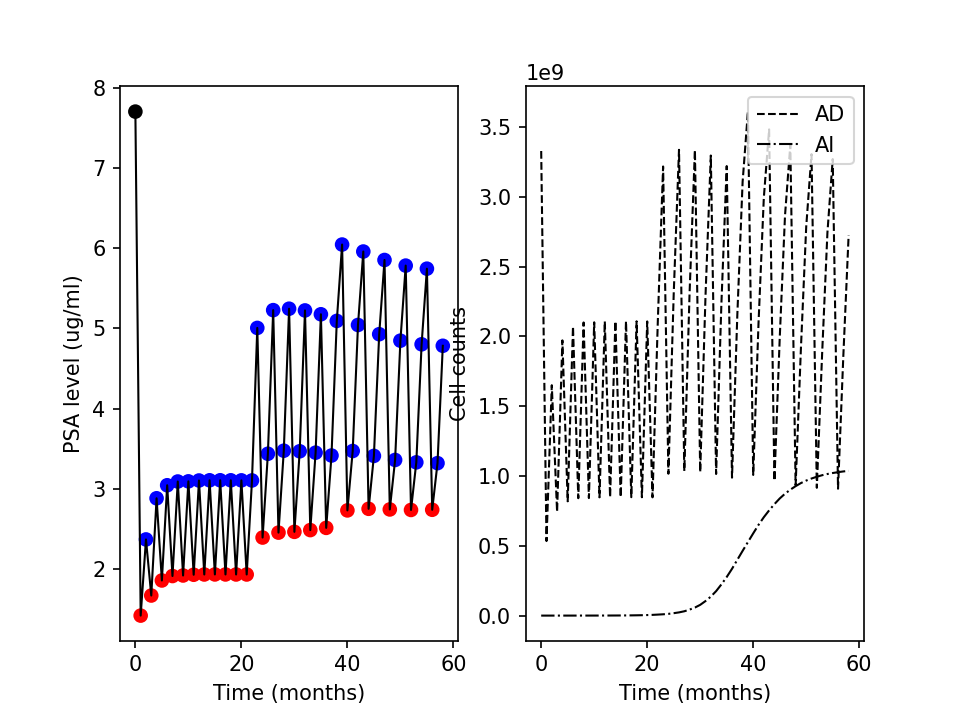 8
7
6
5
4
3
2
PSA level (ug/ml)
0 20 40 60
Time (months)
1e9
3.5
3.0
2.5
2.0
1.5
1.0
0.5
0.0
Cell counts
AD
AI
0 20 40 60
Time (months)